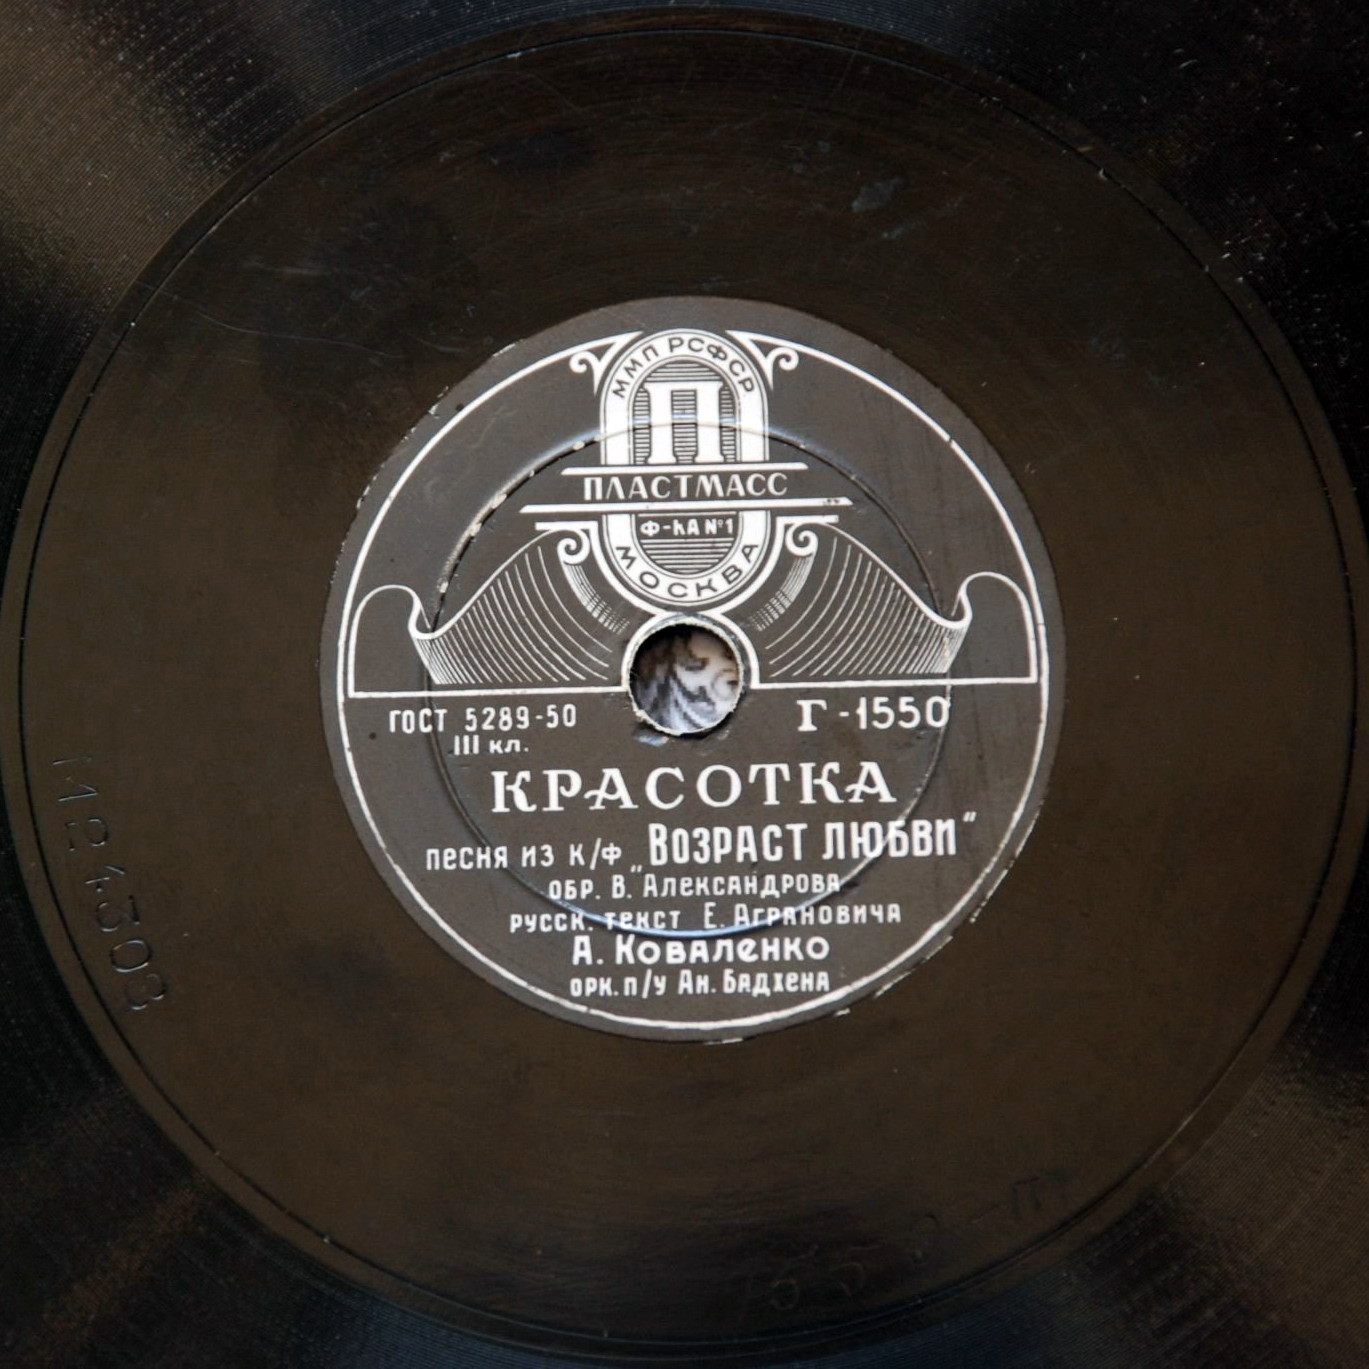 ММП РСФСР
П
ПЛАСТМАСС
Ф-КА №1
МОСКВА
ГОСТ 5289-50
Г-1550
III кл.
КРАСОТКА
песня из к/ф „Возраст любви"
обр. В. Александрова
русск. текст Е. Аграновича
А. Коваленко
орк. п/у Ан. Бадхена